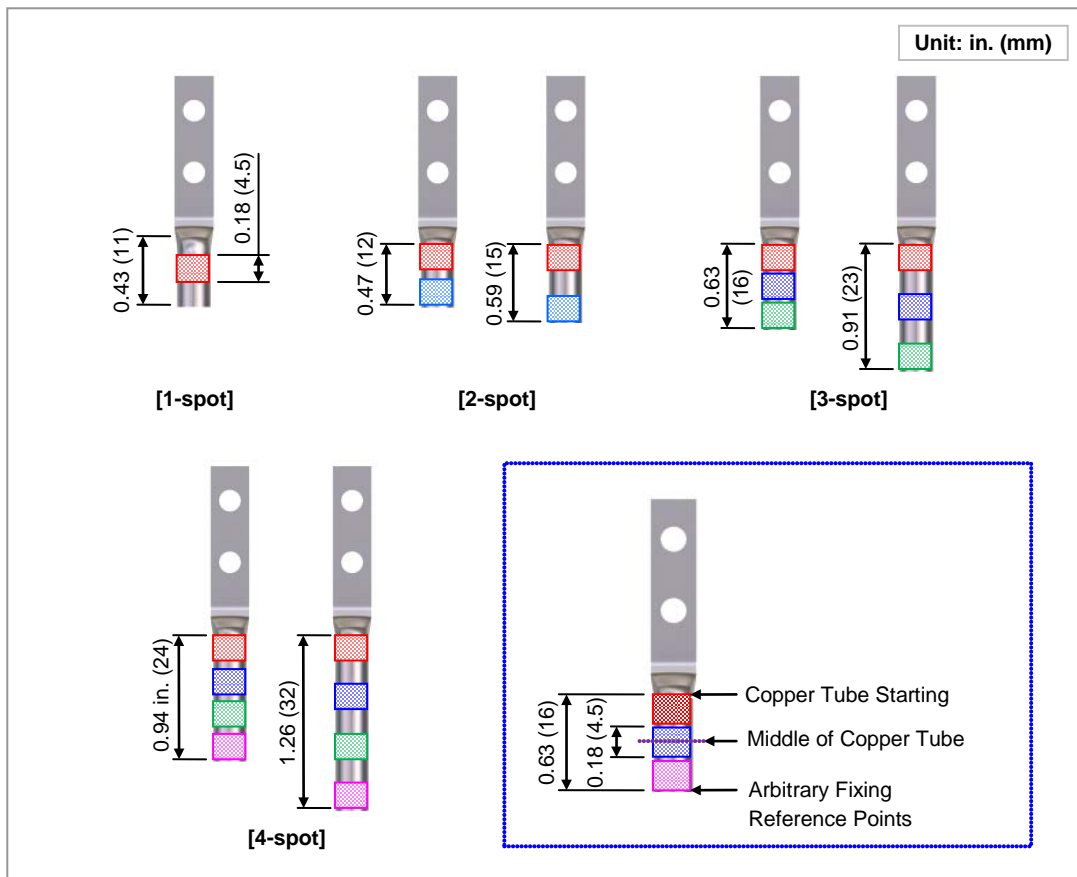 Unit: in. (mm)
0.43 (11)
0.18 (4.5)
0.47 (12)
0.59 (15)
0.63
(16)
0.91 (23)
[1-spot]
[2-spot]
[3-spot]
0.94 in. (24)
1.26 (32)
[4-spot]
0.63 (16)
0.18 (4.5)
Copper Tube Starting
Middle of Copper Tube
Arbitrary Fixing
Reference Points